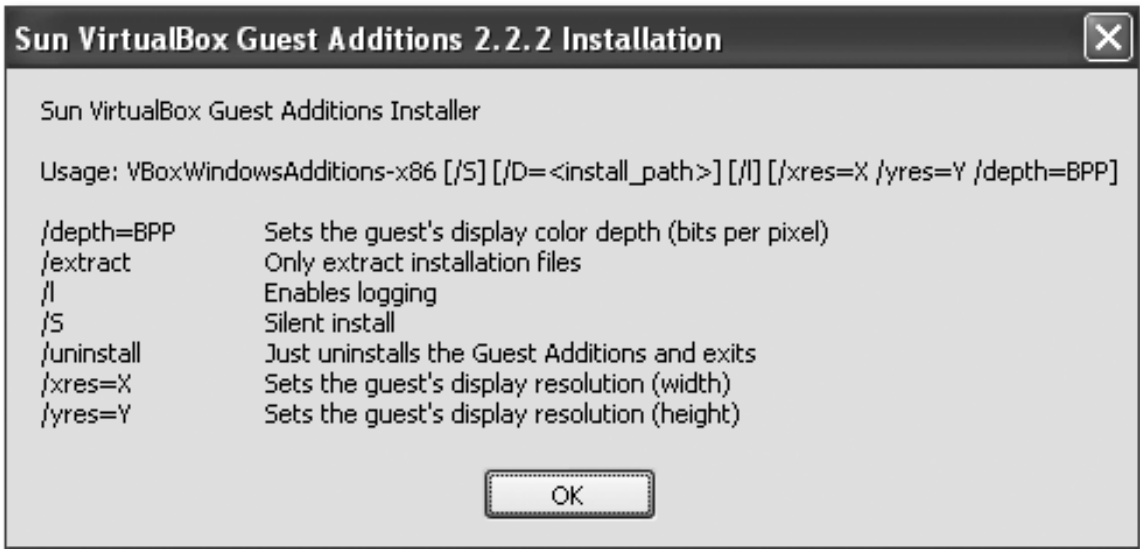 Sun VirtualBox Guest Additions 2.2.2 Installation
Sun VirtualBox Guest Additions Installer
Usage: VBoxWindowsAdditions-x86 [/S] [/D=<install_path>] [/l] [/xres=X /yres=Y /depth=BPP]
/depth=BPP Sets the guest's display color depth (bits per pixel)
/extract Only extract installation files
/l Enables logging
/S Silent install
/uninstall Just uninstalls the Guest Additions and exits
/xres=X Sets the guest's display resolution (width)
/yres=Y Sets the guest's display resolution (height)
OK